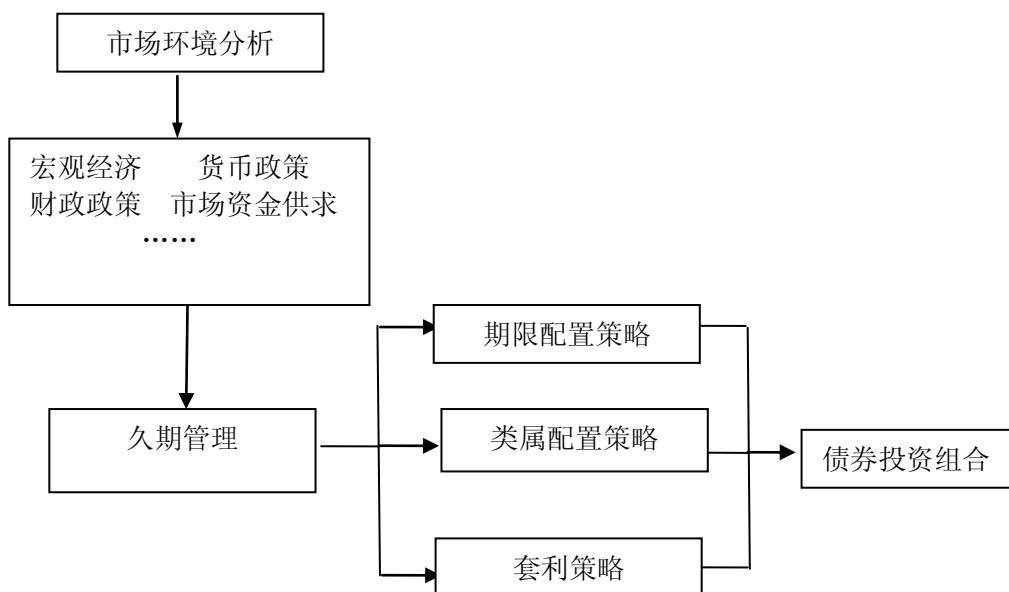 市场环境分析
宏观经济 货币政策
财政政策 市场资金供求
……
期限配置策略
久期管理
类属配置策略
债券投资组合
套利策略